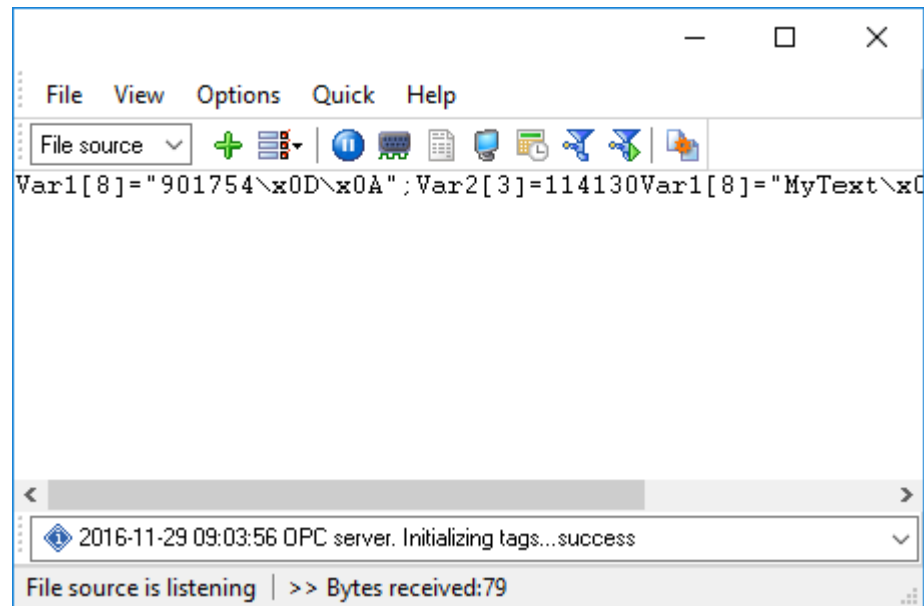 File View Options Quick Help
File source
Var1[8]="901754\x0D\x0A";Var2[3]=114130Var1[8]="MyText\x0
2016-11-29 09:03:56 OPC server. Initializing tags...success
File source is listening >> Bytes received:79